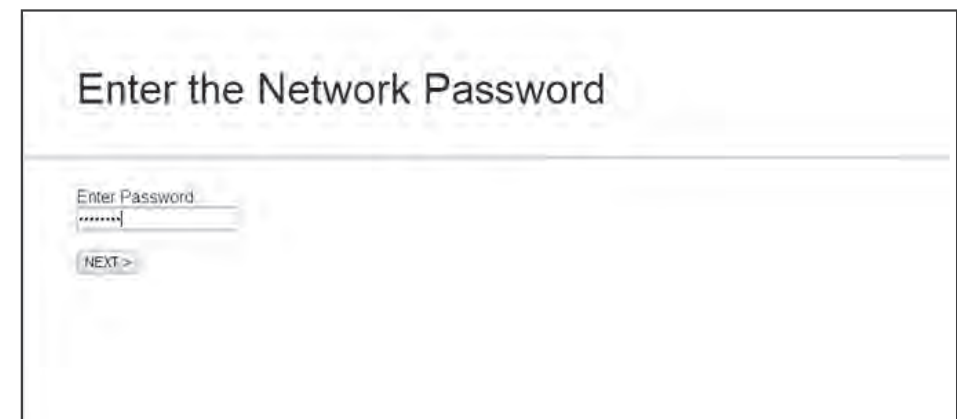 Enter the Network Password
Enter Password
••••••••
NEXT >